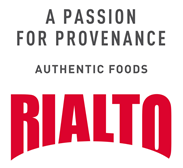 A PASSION
FOR PROVENANCE
AUTHENTIC FOODS
RIALTO